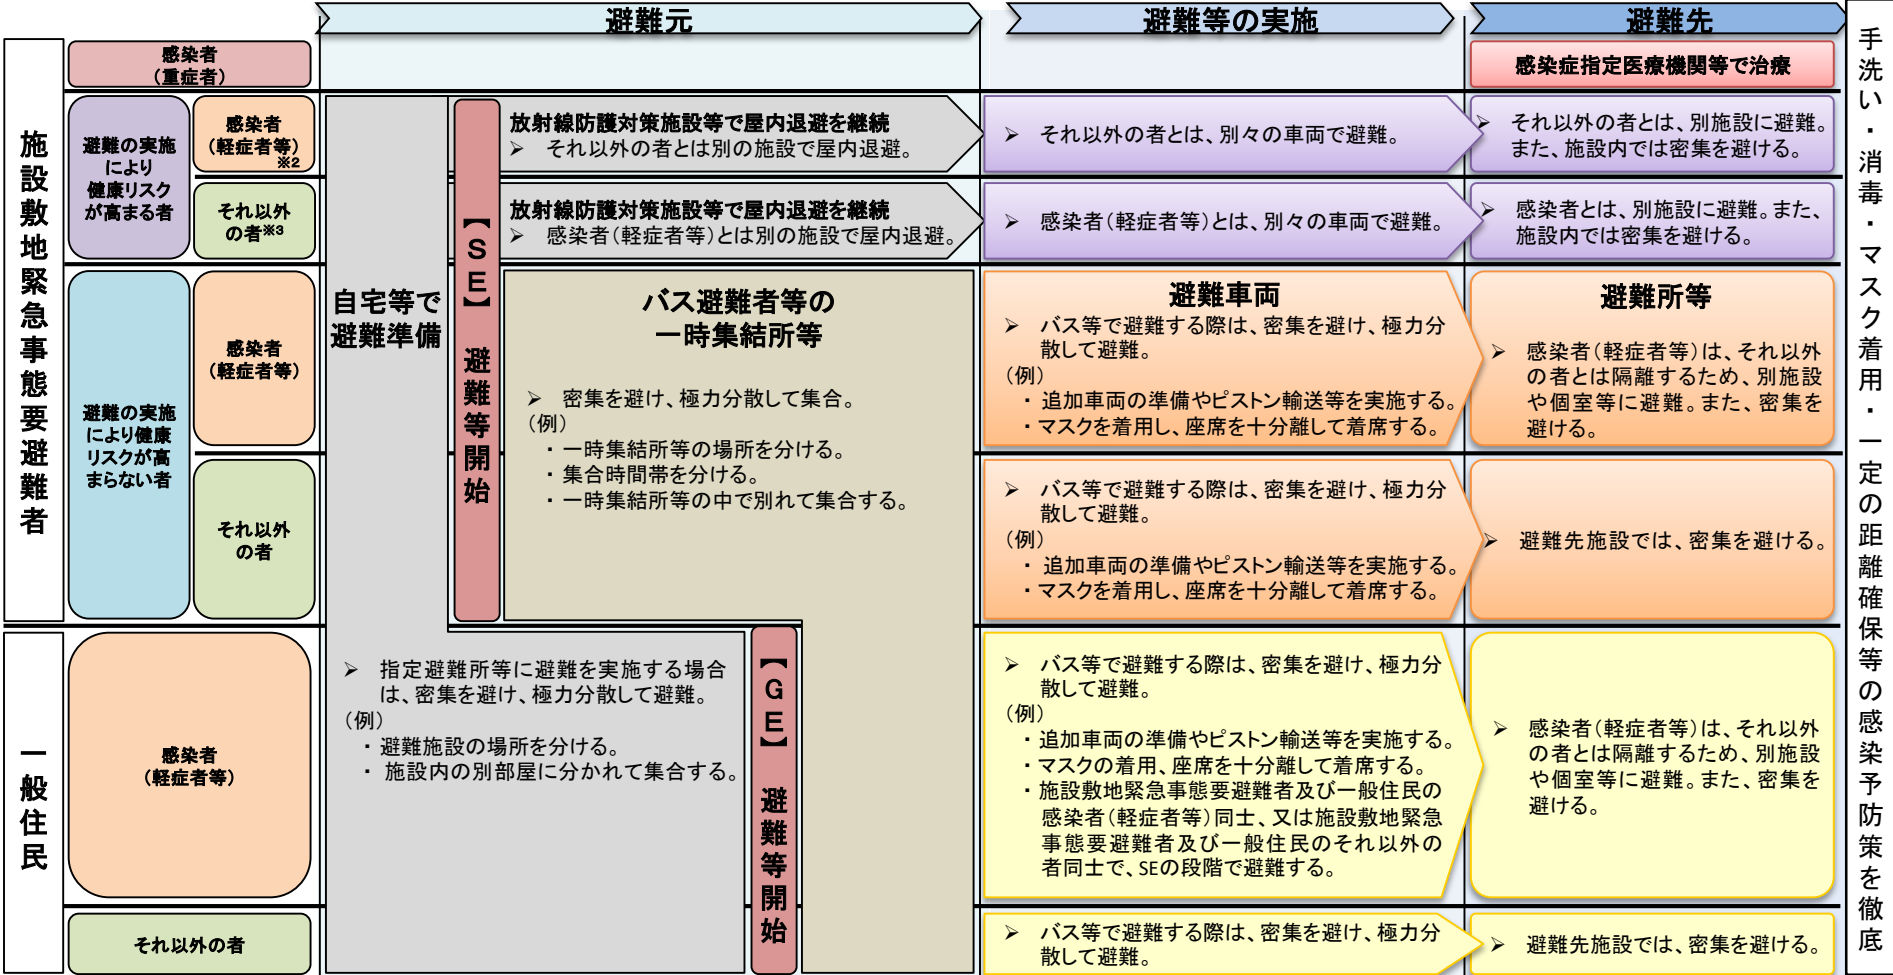 避難元
避難等の実施
避難先
施設敷地緊急事態要避難者
感染者
（重症者）
感染症指定医療機関等で治療
避難の実施
により
健康リスク
が高まる者
感染者
（軽症者等）
※2
放射線防護対策施設等で屋内退避を継続
➢ それ以外の者とは別の施設で屋内退避。
➢ それ以外の者とは、別々の車両で避難。
➢ それ以外の者とは、別施設に避難。
また、施設内では密集を避ける。
それ以外
の者※3
放射線防護対策施設等で屋内退避を継続
➢ 感染者（軽症者等）とは別の施設で屋内退避。
➢ 感染者（軽症者等）とは、別々の車両で避難。
➢ 感染者とは、別施設に避難。また、
施設内では密集を避ける。
避難の実施
により健康
リスクが高
まらない者
感染者
（軽症者等）
それ以外
の者
自宅等で
避難準備
【SE】 避難等開始
バス避難者等の
一時集結所等
➢ 密集を避け、極力分散して集合。
（例）
・一時集結所等の場所を分ける。
・集合時間帯を分ける。
・一時集結所等の中で別れて集合する。
避難車両
➢ バス等で避難する際は、密集を避け、極力分
散して避難。
（例）
・追加車両の準備やピストン輸送等を実施する。
・マスクを着用し、座席を十分離して着席する。
避難所等
➢ 感染者（軽症者等）は、それ以外
の者とは隔離するため、別施設
や個室等に避難。また、密集を
避ける。
➢ バス等で避難する際は、密集を避け、極力分
散して避難。
（例）
・追加車両の準備やピストン輸送等を実施する。
・マスクを着用し、座席を十分離して着席する。
➢ 避難先施設では、密集を避ける。
一般住民
感染者
（軽症者等）
➢ 指定避難所等に避難を実施する場合
は、密集を避け、極力分散して避難。
（例）
・避難施設の場所を分ける。
・施設内の別部屋に分かれて集合する。
【GE】 避難等開始
➢ バス等で避難する際は、密集を避け、極力分
散して避難。
（例）
・追加車両の準備やピストン輸送等を実施する。
・マスクの着用、座席を十分離して着席する。
・施設敷地緊急事態要避難者及び一般住民の
感染者（軽症者等）同士、又は施設敷地緊急
事態要避難者及び一般住民のそれ以外の
者同士で、SEの段階で避難する。
➢ 感染者（軽症者等）は、それ以外
の者とは隔離するため、別施設
や個室等に避難。また、密集を
避ける。
それ以外の者
➢ バス等で避難する際は、密集を避け、極力分
散して避難。
➢ 避難先施設では、密集を避ける。
手洗い・消毒・マスク着用・一定の距離確保等の感染予防策を徹底